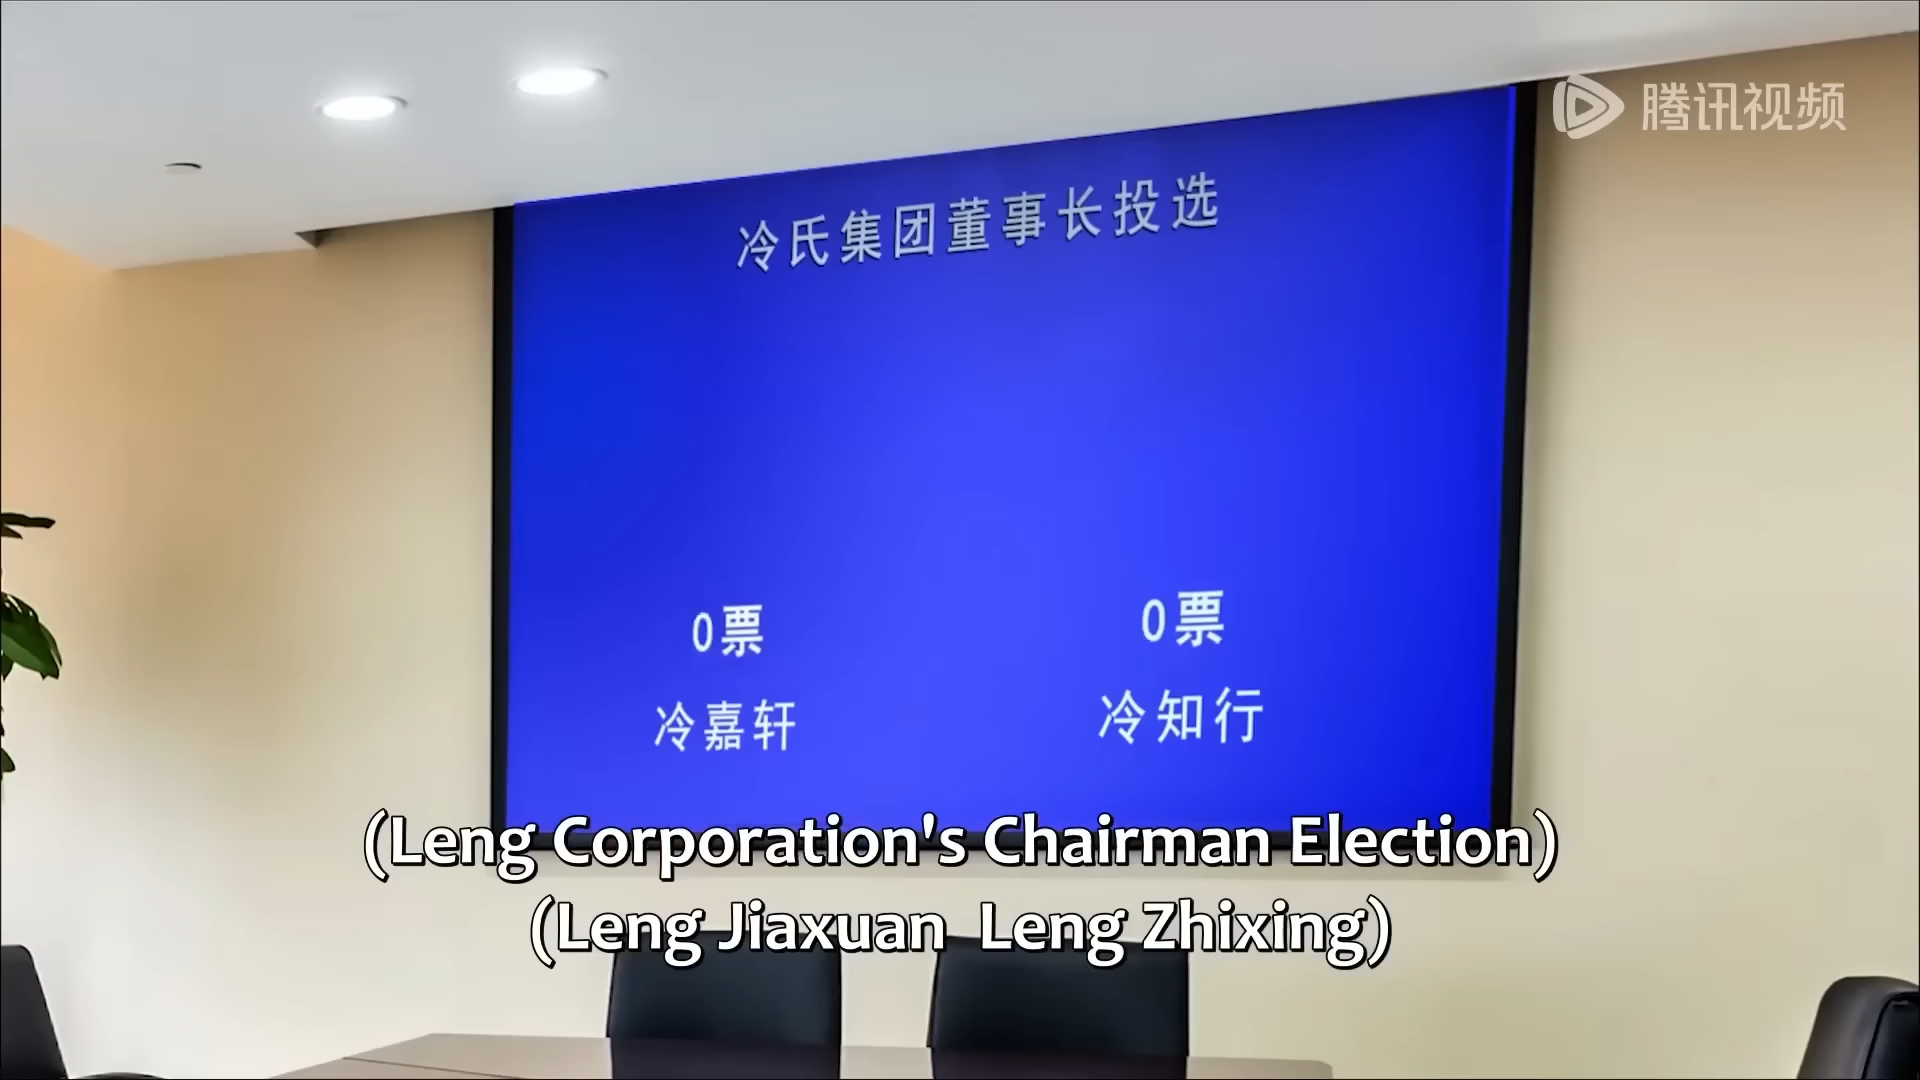 腾讯视频
冷氏集团董事长投选
0票 0票
冷嘉轩 冷知行
(Leng Corporation's Chairman Election)
(Leng Jiaxuan Leng Zhixing)